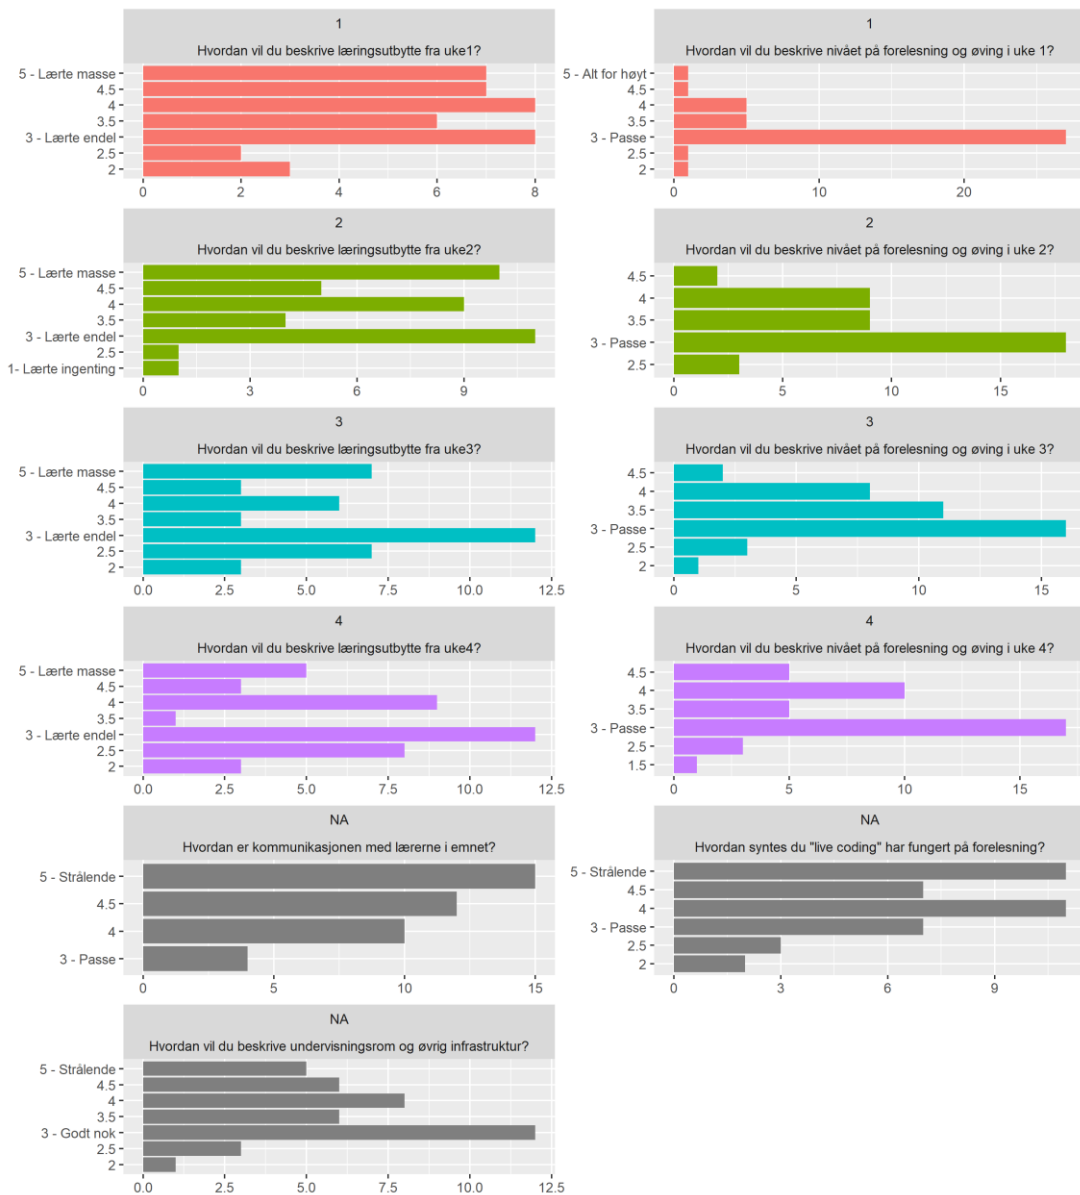 1
Hvordan vil du beskrive læringsutbytte fra uke1?
5 - Lærte masse
4.5
4
3.5
3 - Lærte endel
2.5
2
0 2 4 6 8
1
Hvordan vil du beskrive nivået på forelesning og øving i uke 1?
5 - Alt for høyt
4.5
4
3.5
3 - Passe
2.5
2
0 10 20
2
Hvordan vil du beskrive læringsutbytte fra uke2?
5 - Lærte masse
4.5
4
3.5
3 - Lærte endel
2.5
1- Lærte ingenting
0 3 6 9
2
Hvordan vil du beskrive nivået på forelesning og øving i uke 2?
4.5
4
3.5
3 - Passe
2.5
0 5 10 15
3
Hvordan vil du beskrive læringsutbytte fra uke3?
5 - Lærte masse
4.5
4
3.5
3 - Lærte endel
2.5
2
0.0 2.5 5.0 7.5 10.0 12.5
3
Hvordan vil du beskrive nivået på forelesning og øving i uke 3?
4.5
4
3.5
3 - Passe
2.5
2
0 5 10 15
4
Hvordan vil du beskrive læringsutbytte fra uke4?
5 - Lærte masse
4.5
4
3.5
3 - Lærte endel
2.5
2
0.0 2.5 5.0 7.5 10.0 12.5
4
Hvordan vil du beskrive nivået på forelesning og øving i uke 4?
4.5
4
3.5
3 - Passe
2.5
1.5
0 5 10 15
NA
Hvordan er kommunikasjonen med lærerne i emnet?
5 - Strålende
4.5
4
3 - Passe
0 5 10 15
NA
Hvordan syntes du "live coding" har fungert på forelesning?
5 - Strålende
4.5
4
3 - Passe
2.5
2
0 3 6 9
NA
Hvordan vil du beskrive undervisningsrom og øvrig infrastruktur?
5 - Strålende
4.5
4
3.5
3 - Godt nok
2.5
2
0.0 2.5 5.0 7.5 10.0 12.5